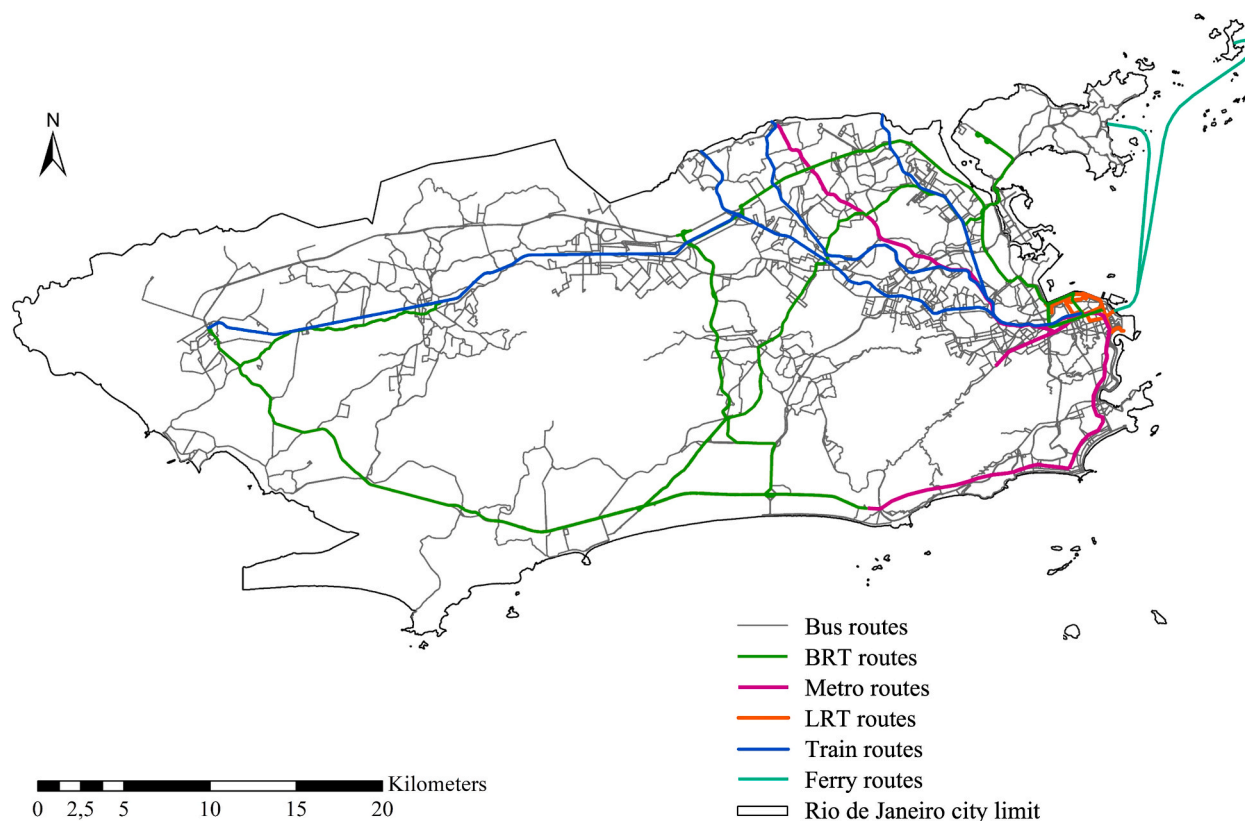 N
Bus routes
BRT routes
Metro routes
LRT routes
Train routes
Ferry routes
Rio de Janeiro city limit
Kilometers
0 2,5 5 10 15 20